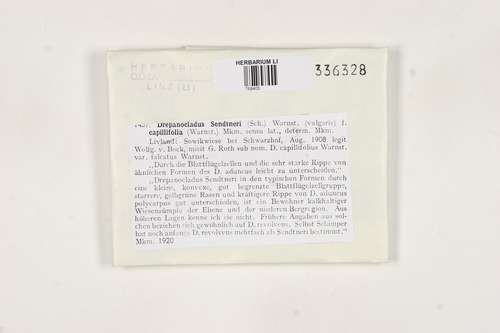 HERBARIUM LI
HERBARIUM
LINZ (LI)
336328
1437. Drepanocladus Sendtneri (Sch.) Warnst. (vulgaris) f.
capillifolia (Warnst.) Mkm. sensu lat., determ. Mkm.
Livland: Sowikwiese bei Schwarzhof, Aug. 1908 legit
Wolfg. v. Bock, misit G. Roth sub nom. D. capillifolius Warnst.
var. falcatus Warnst.
„Durch die Blattflügelzellen und die sehr starke Rippe von
ähnlichen Formen des D. aduncus leicht zu unterscheiden.“
„Drepanocladus Sendtneri in den typischen Formen durch
eine kleine, konvexe, gut begrenzte Blattflügelzellgruppe,
starrere, gelbgrüne Rasen und kräftigere Rippe von D. aduncus
polycarpus gut unterschieden, ist ein Bewohner kalkhaltiger
Wiesensümpfe der Ebene und der niederen Bergregion. Aus
höheren Lagen kenne ich sie nicht. Frühere Angaben aus sol-
chen beziehen sich gewöhnlich auf D. revolvens. Selbst Schimper
hat noch anfangs D. revolvens mehrfach als Sendtneri bestimmt.“
Mkm. 1920